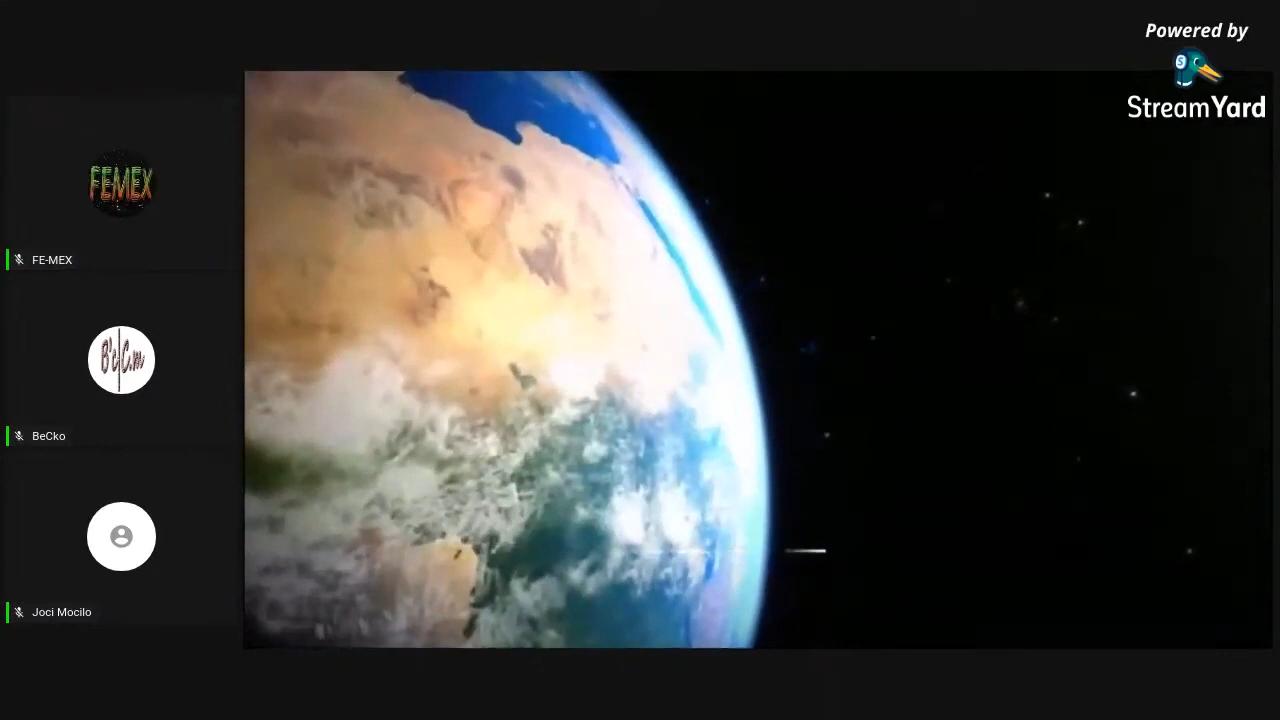 Powered by
StreamYard
FEMEX
FE-MEX
B'c|C.m
BeCko
Joci Mocilo